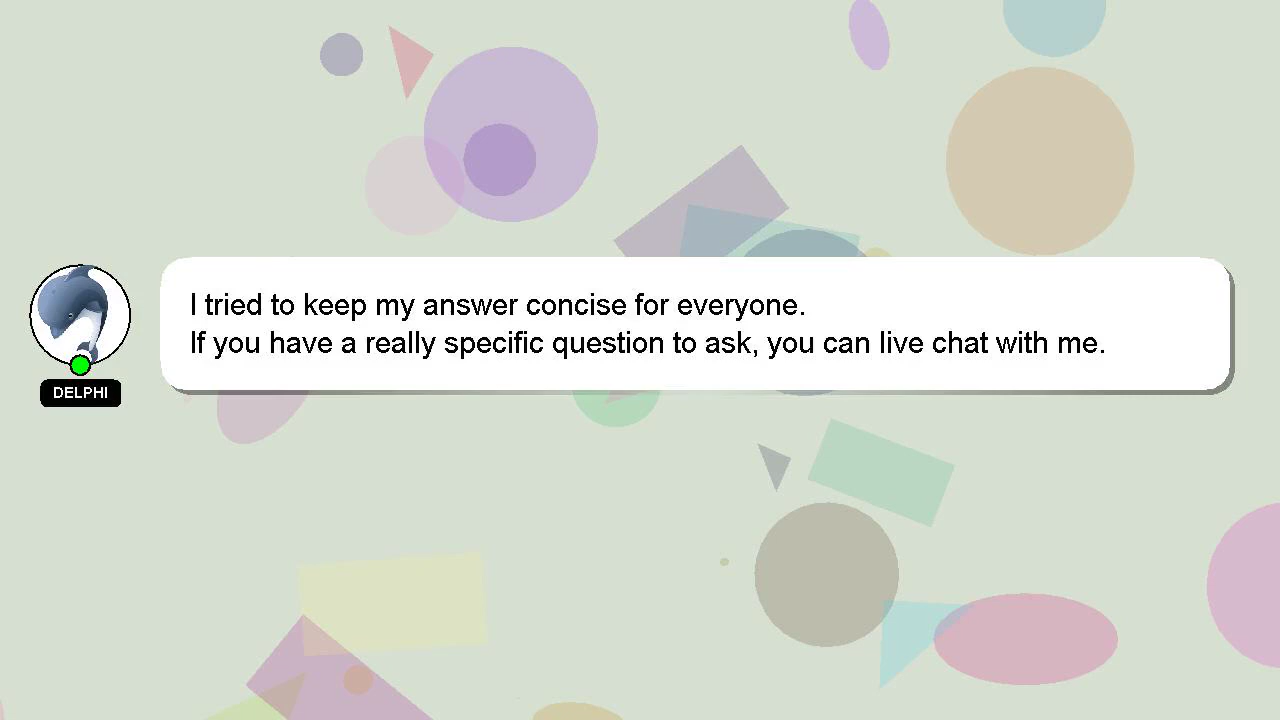 I tried to keep my answer concise for everyone.
If you have a really specific question to ask, you can live chat with me.
DELPHI